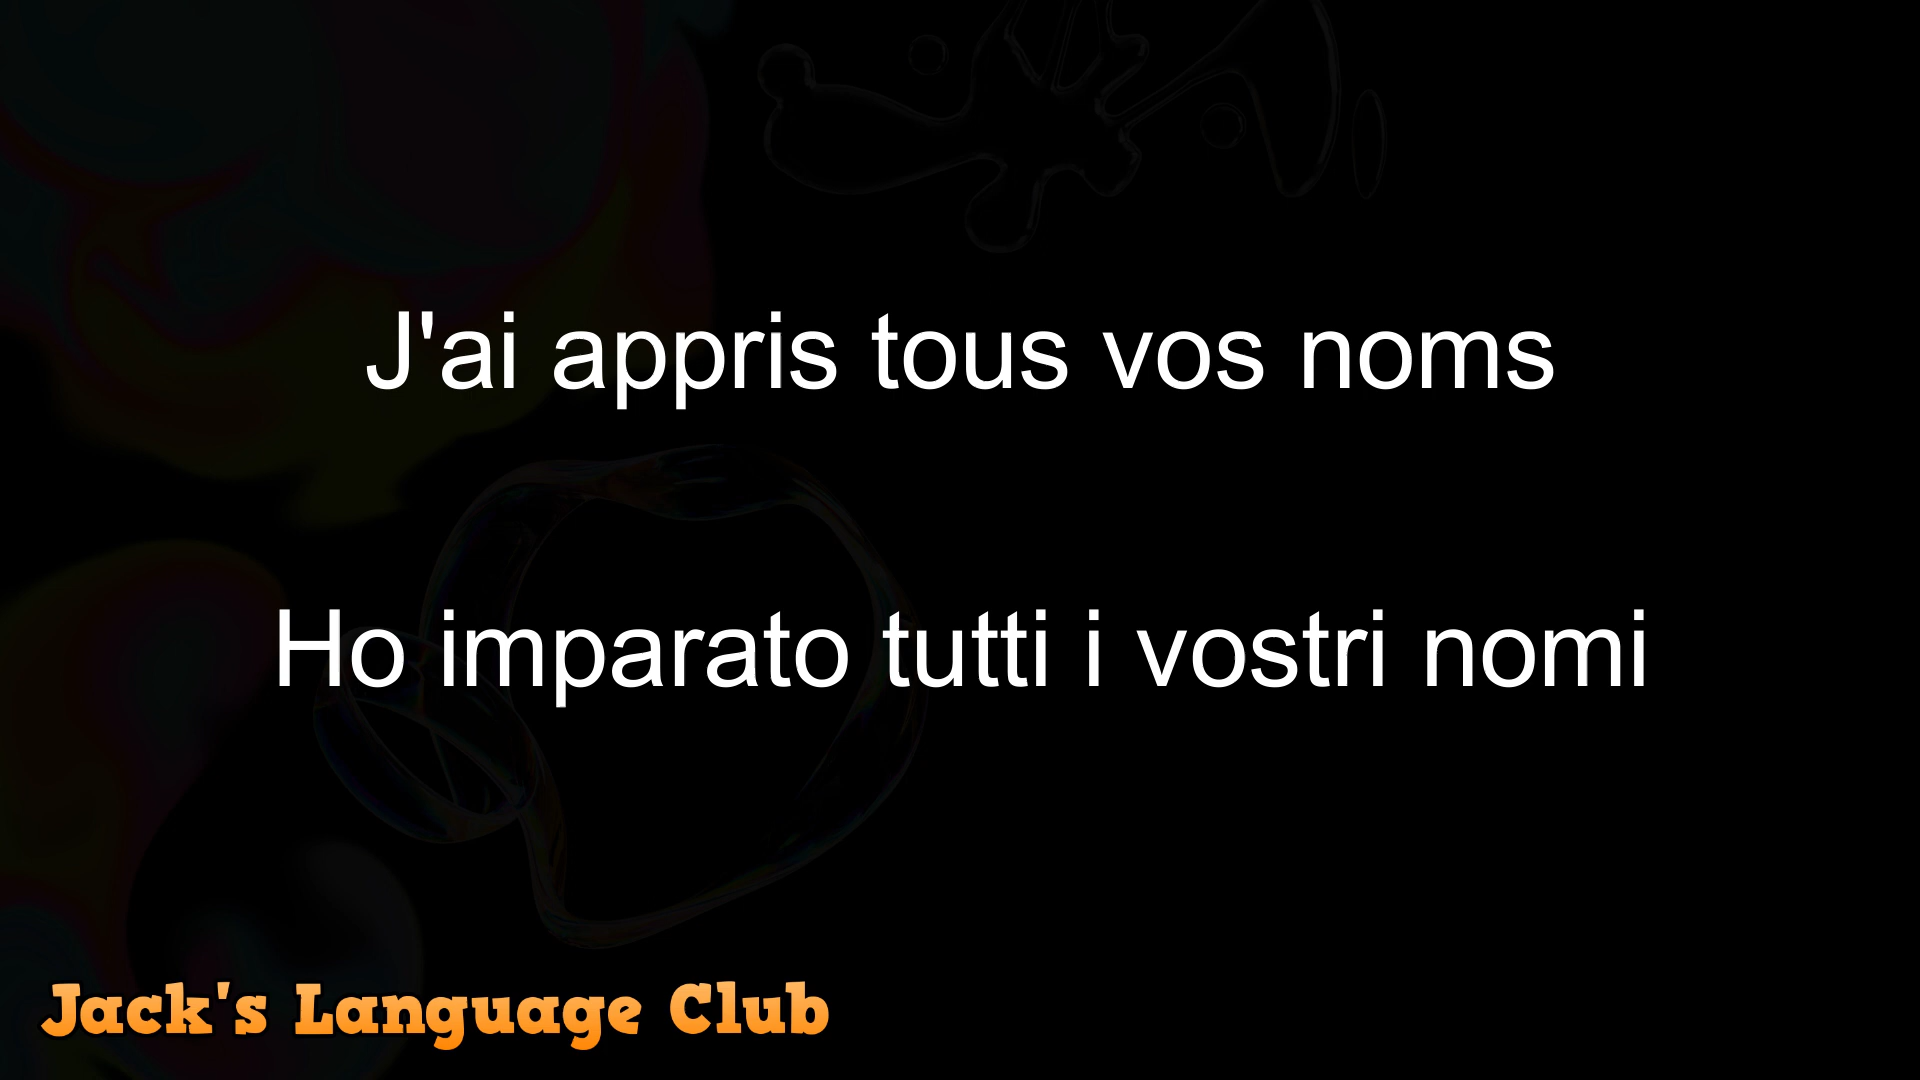 J'ai appris tous vos noms
Ho imparato tutti i vostri nomi
Jack's Language Club